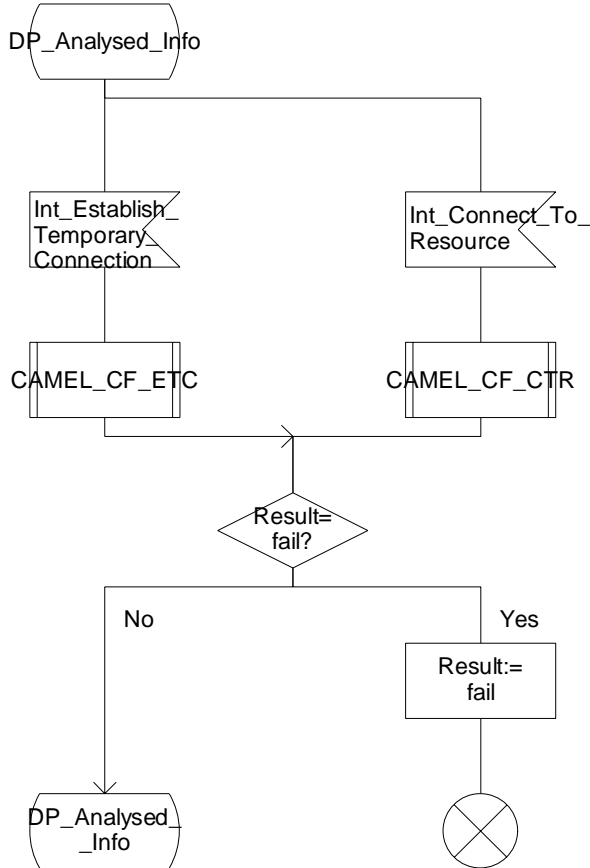 DP_Analysed_Info
Int_Establish_
Temporary_
Connection
Int_Connect_To_
Resource
CAMEL_CF_ETC
CAMEL_CF_CTR
Result=
fail?
No
Yes
Result:=
fail
DP_Analysed_
_Info